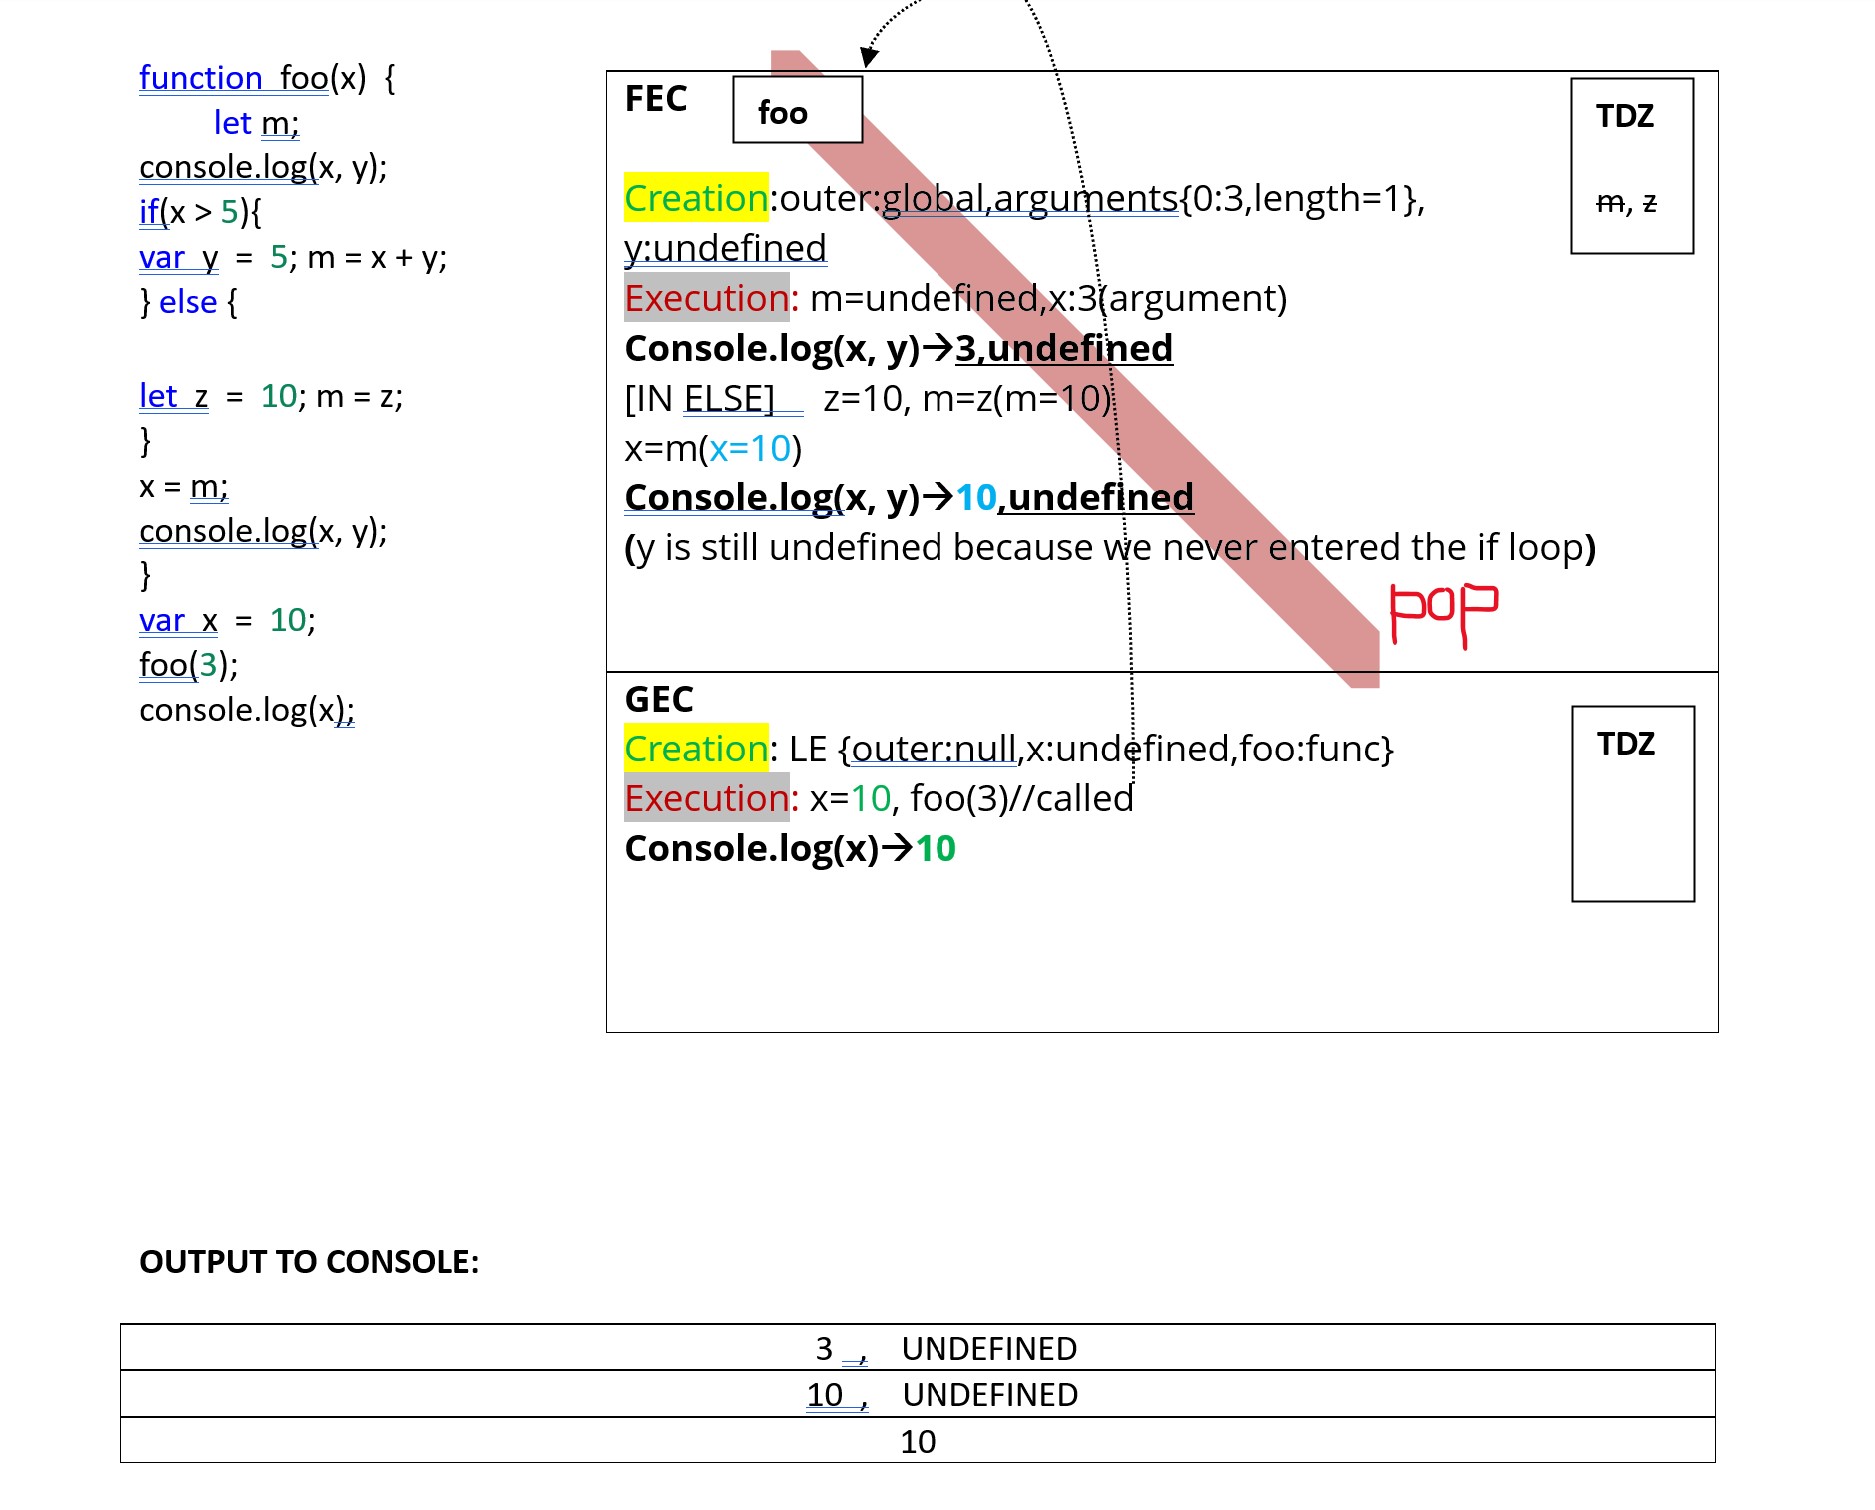 function foo(x) {
let m;
console.log(x, y);
if(x > 5){
var y = 5; m = x + y;
} else {
let z = 10; m = z;
}
x = m;
console.log(x, y);
}
var x = 10;
foo(3);
console.log(x);
FEC
foo
TDZ
m, z
Creation:outer:global,arguments{0:3,length=1},
y:undefined
Execution: m=undefined,x:3(argument)
Console.log(x, y)→3,undefined
[IN ELSE] z=10, m=z(m=10)
x=m(x=10)
Console.log(x, y)→10,undefined
(y is still undefined because we never entered the if loop)
POP
GEC
TDZ
Creation: LE {outer:null,x:undefined,foo:func}
Execution: x=10, foo(3)//called
Console.log(x)→10
OUTPUT TO CONSOLE:
3 , UNDEFINED
10 , UNDEFINED
10